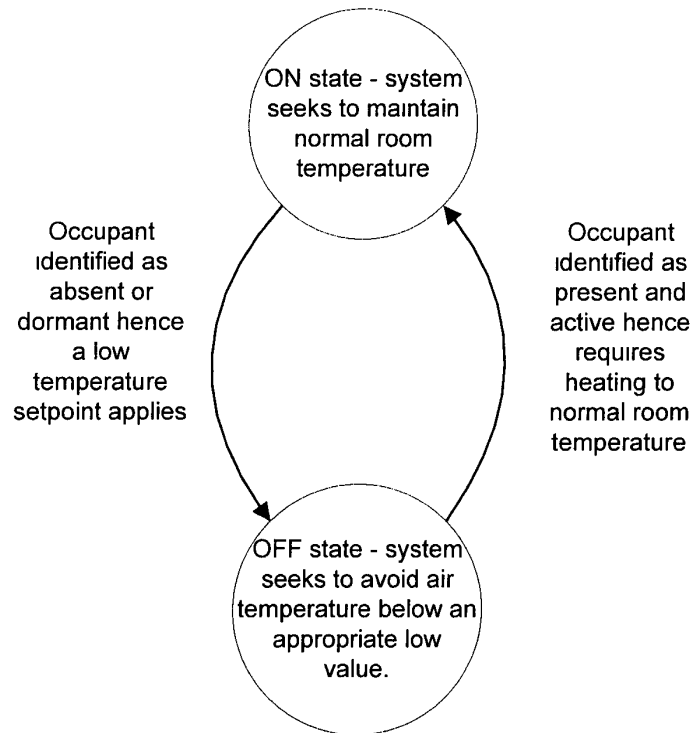 ON state - system
seeks to maintain
normal room
temperature
Occupant
identified as
absent or
dormant hence
a low
temperature
setpoint applies
Occupant
identified as
present and
active hence
requires
heating to
normal room
temperature
OFF state - system
seeks to avoid air
temperature below an
appropriate low
value.